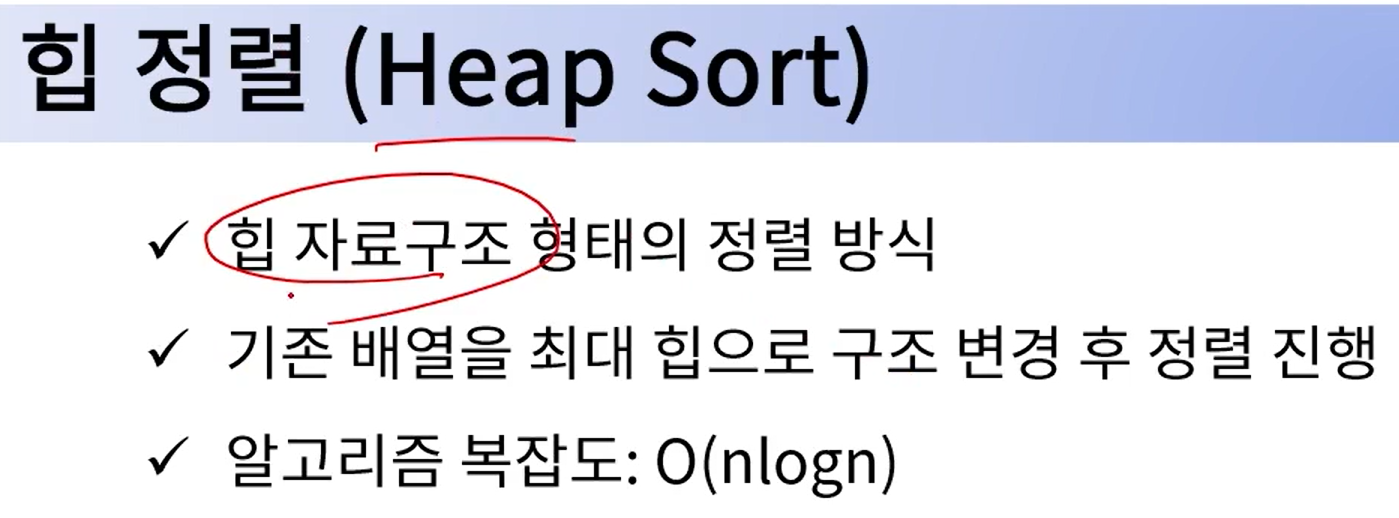 힙 정렬 (Heap Sort)
✓ 힙 자료구조 형태의 정렬 방식
✓ 기존 배열을 최대 힙으로 구조 변경 후 정렬 진행
✓ 알고리즘 복잡도: O(nlogn)